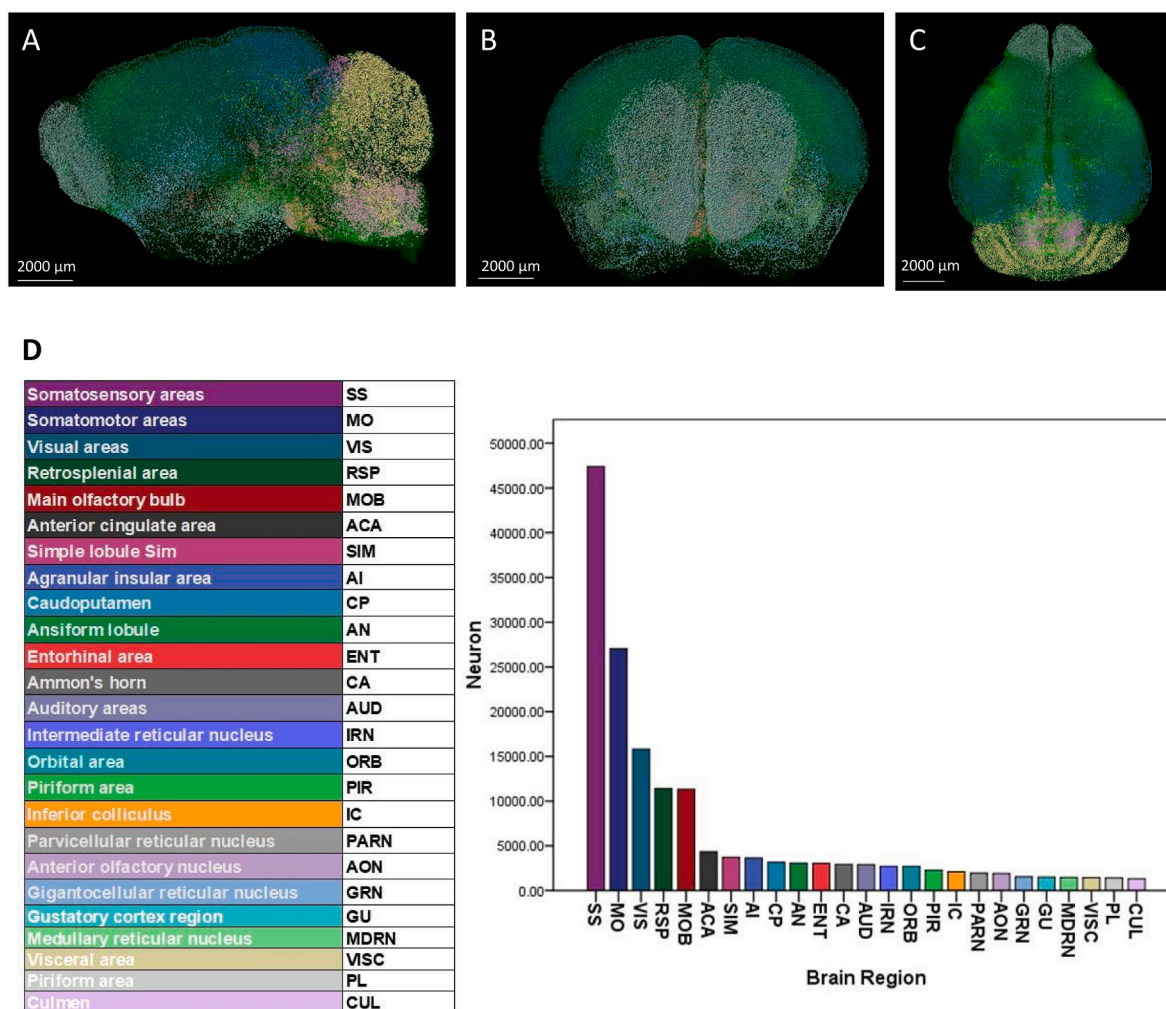 A
B
C
2000 µm
2000 µm
2000 µm
D
Somatosensory areas SS
Somatomotor areas MO
Visual areas VIS
Retrosplenial area RSP
Main olfactory bulb MOB
Anterior cingulate area ACA
Simple lobule Sim SIM
Agranular insular area AI
Caudoputamen CP
Ansiform lobule AN
Entorhinal area ENT
Ammon's horn CA
Auditory areas AUD
Intermediate reticular nucleus IRN
Orbital area ORB
Piriform area PIR
Inferior colliculus IC
Parvicellular reticular nucleus PARN
Anterior olfactory nucleus AON
Gigantocellular reticular nucleus GRN
Gustatory cortex region GU
Medullary reticular nucleus MDRN
Visceral area VISC
Piriform area PL
Culmen CUL
Neuron
50000.00
45000.00
40000.00
35000.00
30000.00
25000.00
20000.00
15000.00
10000.00
5000.00
0.00
SS MO VIS RSP MOB ACA SIM AI CP AN ENT CA AUD IRN ORB PIR IC PARN AON GRN GU MDRN VISC PL CUL
Brain Region